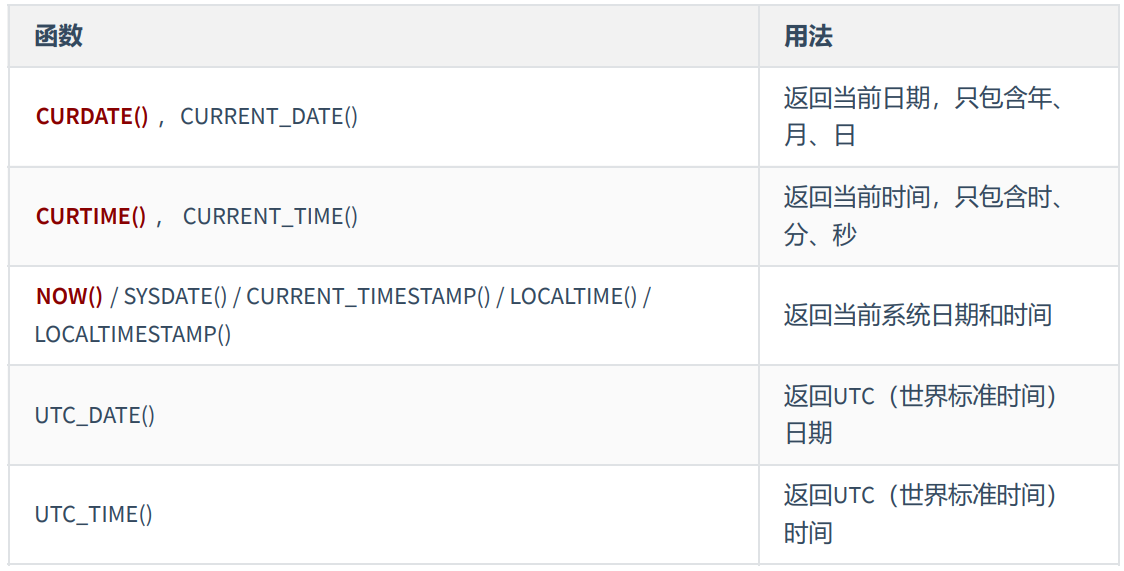 函数
用法
CURDATE() ，CURRENT_DATE()
返回当前日期，只包含年、
月、日
CURTIME() ， CURRENT_TIME()
返回当前时间，只包含时、
分、秒
NOW() / SYSDATE() / CURRENT_TIMESTAMP() / LOCALTIME() /
LOCALTIMESTAMP()
返回当前系统日期和时间
UTC_DATE()
返回UTC（世界标准时间）
日期
UTC_TIME()
返回UTC（世界标准时间）
时间